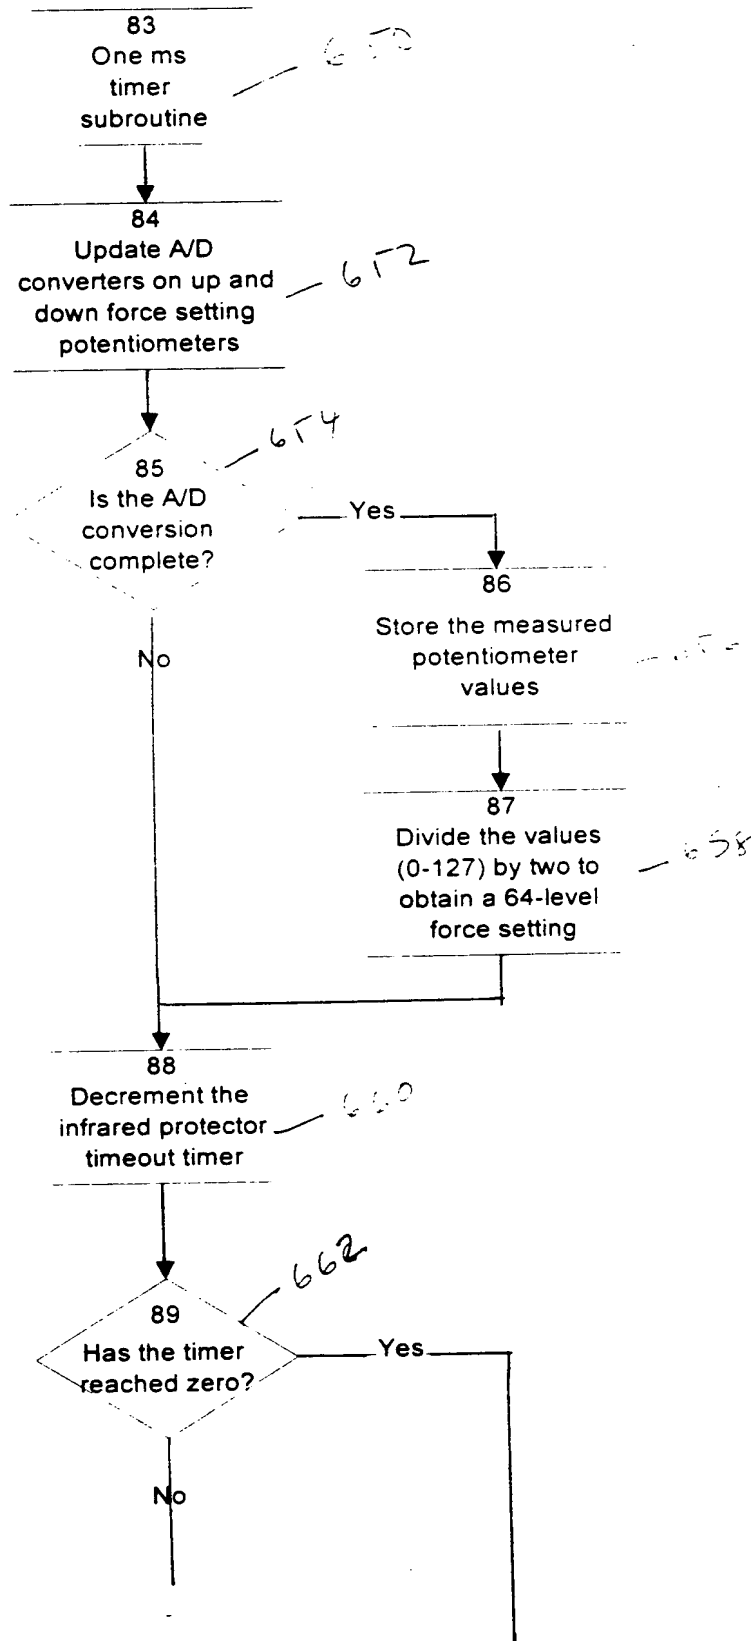 83
One ms
timer
subroutine
650
84
Update A/D
converters on up and
down force setting
potentiometers
652
85
Is the A/D
conversion
complete?
654
Yes
No
86
Store the measured
potentiometer
values
87
Divide the values
(0-127) by two to
obtain a 64-level
force setting
658
88
Decrement the
infrared protector
timeout timer
660
89
Has the timer
reached zero?
662
Yes
No